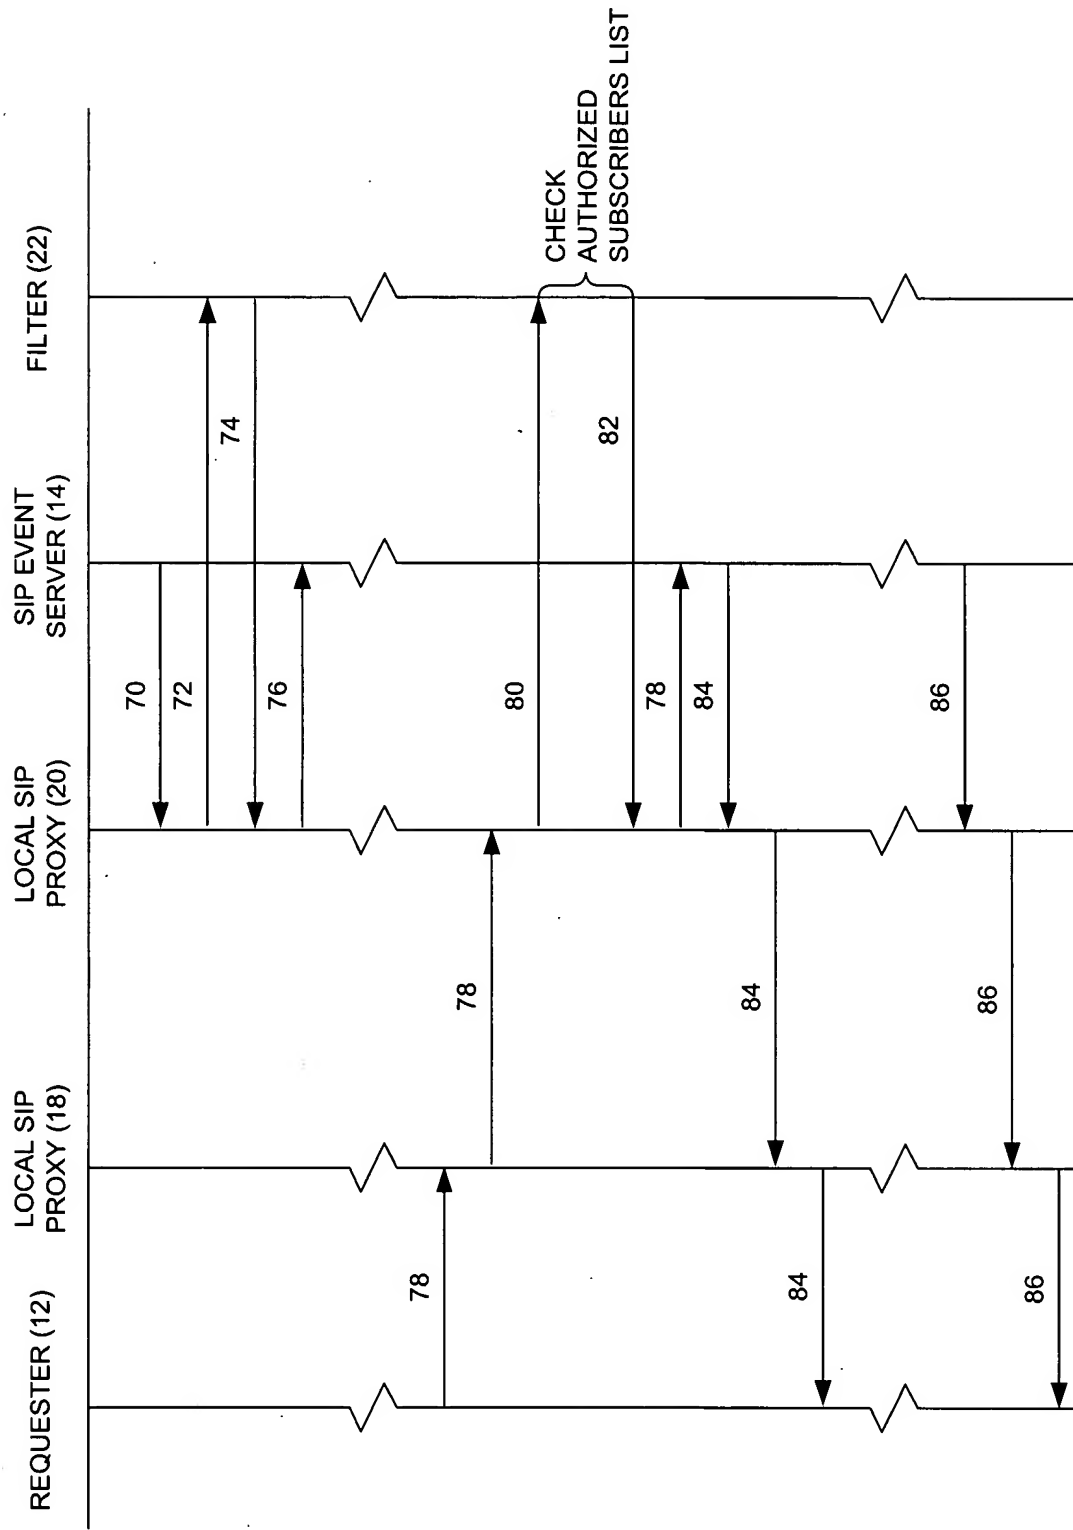 REQUESTER (12)
LOCAL SIP
PROXY (18)
LOCAL SIP
PROXY (20)
SIP EVENT
SERVER (14)
FILTER (22)
70
72
74
76
78
78
80
CHECK
AUTHORIZED
SUBSCRIBERS LIST
82
78
84
84
84
86
86
86